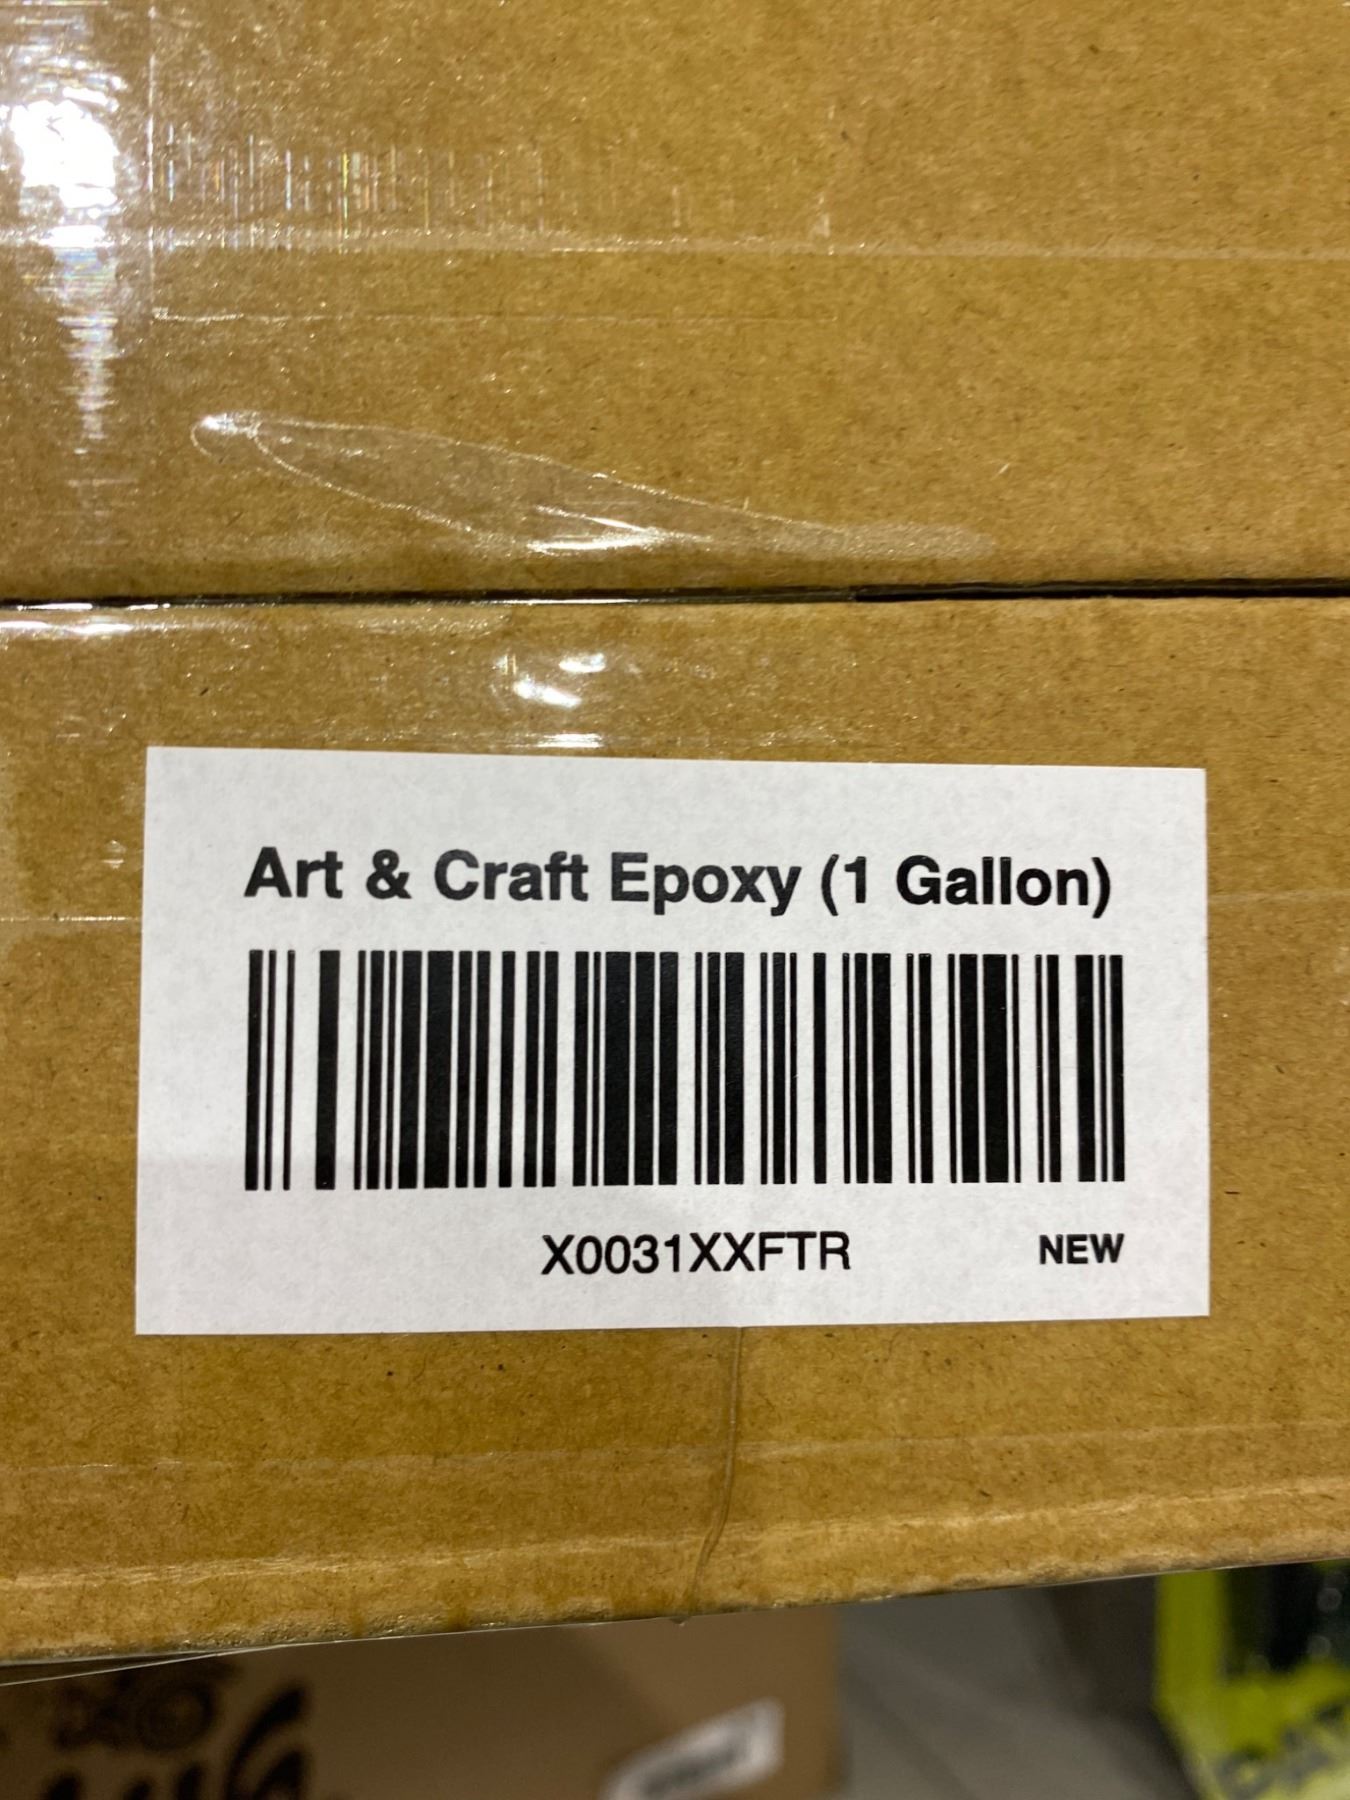 Art & Craft Epoxy (1 Gallon)
X0031XXFTR NEW